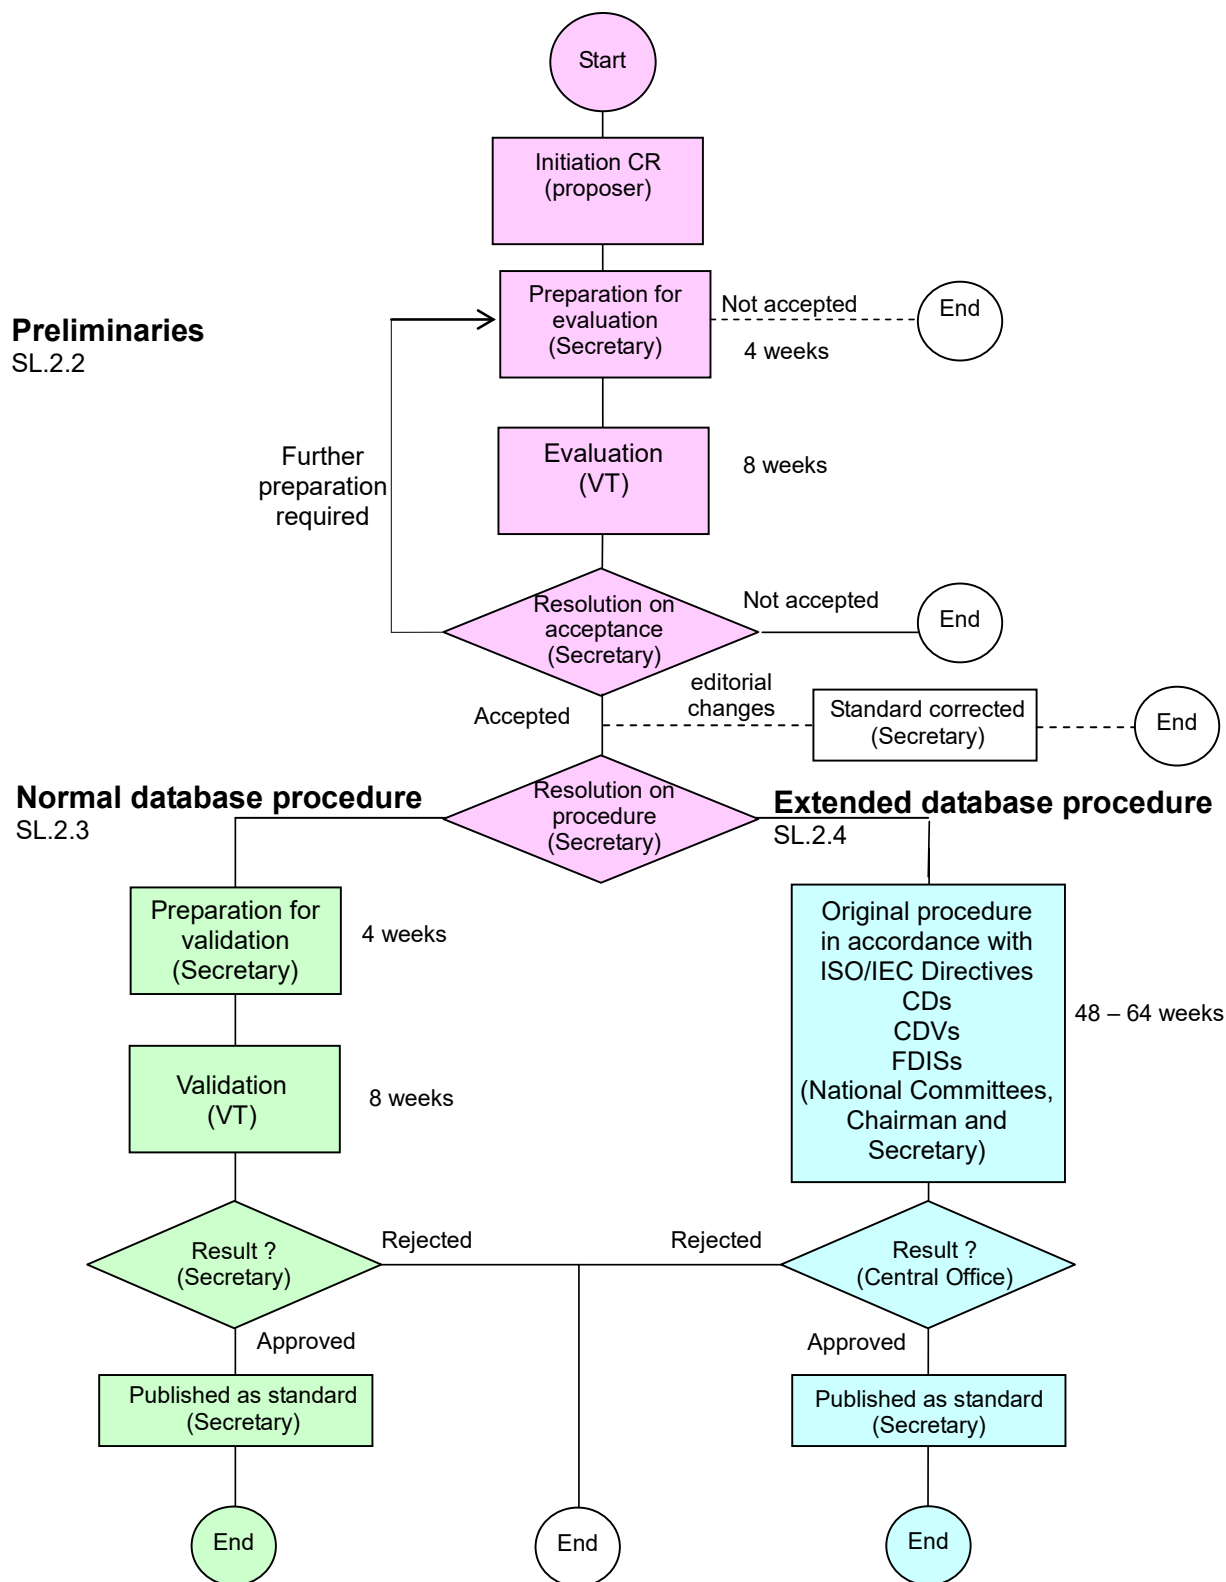 Start
Initiation CR
(proposer)
Preparation for
evaluation
(Secretary)
Not accepted
4 weeks
End
Preliminaries
SL.2.2
Further
preparation
required
Evaluation
(VT)
8 weeks
Resolution on
acceptance
(Secretary)
Not accepted
End
Accepted
editorial
changes
Standard corrected
(Secretary)
End
Resolution on
procedure
(Secretary)
Normal database procedure
SL.2.3
Extended database procedure
SL.2.4
Preparation for
validation
(Secretary)
4 weeks
Validation
(VT)
8 weeks
Original procedure
in accordance with
ISO/IEC Directives
CDs
CDVs
FDISs
(National Committees,
Chairman and
Secretary)
48 – 64 weeks
Result ?
(Secretary)
Rejected
Rejected
Result ?
(Central Office)
Approved
Approved
Published as standard
(Secretary)
Published as standard
(Secretary)
End
End
End